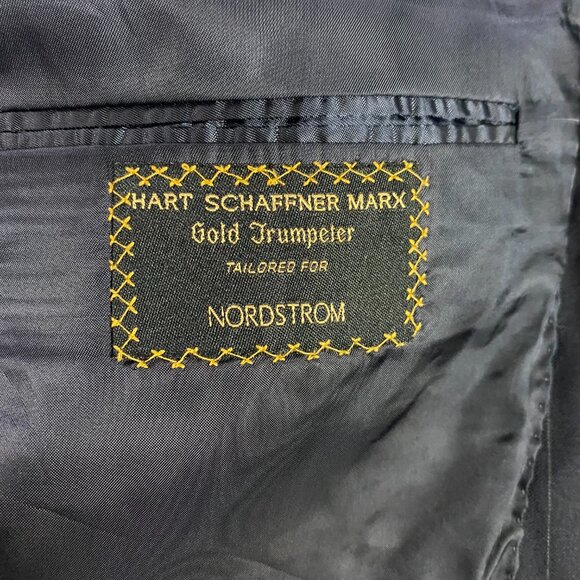 HART SCHAFFNER MARX
Gold Trumpeter
TAILORED FOR
NORDSTROM